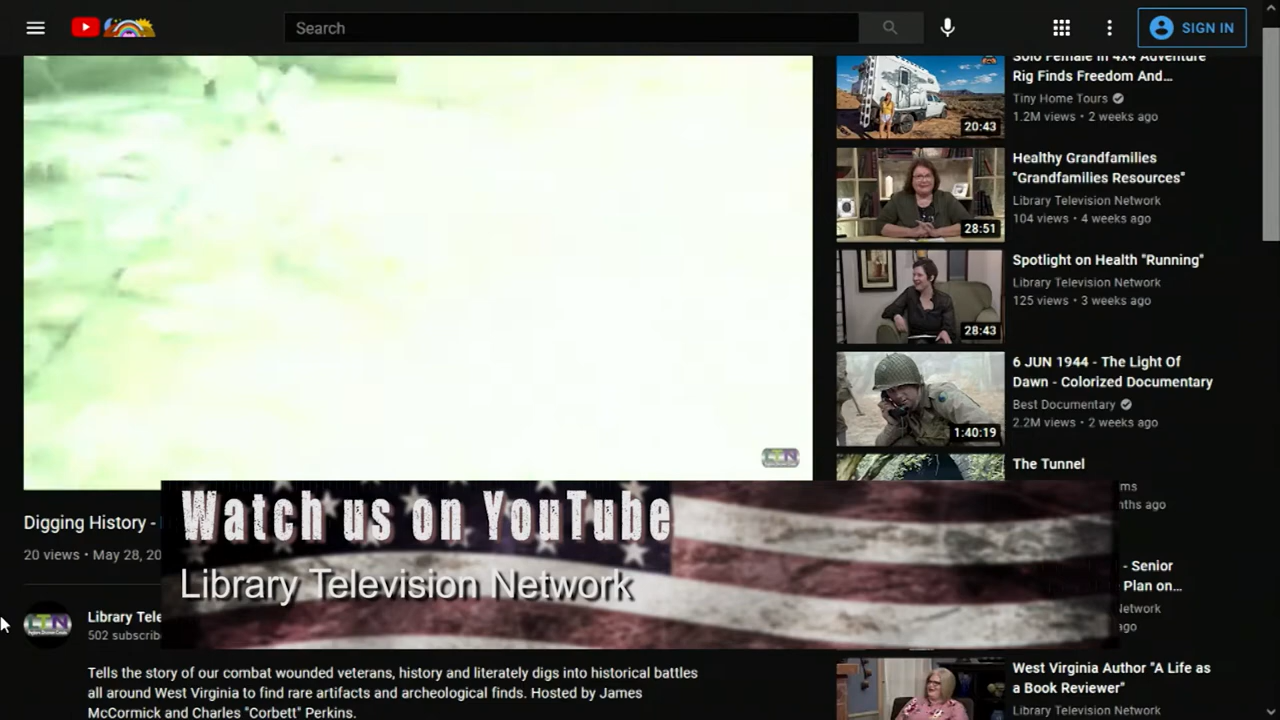 Search
SIGN IN
Solo Female in 4x4 Adventure
Rig Finds Freedom And...
Tiny Home Tours
1.2M views • 2 weeks ago
20:43
Healthy Grandfamilies
"Grandfamilies Resources"
Library Television Network
104 views • 4 weeks ago
28:51
Spotlight on Health "Running"
Library Television Network
125 views • 3 weeks ago
28:43
6 JUN 1944 - The Light Of
Dawn - Colorized Documentary
Best Documentary
2.2M views • 2 weeks ago
1:40:19
The Tunnel
ms
ths ago
LTN
Watch us on YouTube
Library Television Network
Digging History -
20 views • May 28, 20
- Senior
Plan on...
etwork
ago
LTN
Library Tele
502 subscrib
Tells the story of our combat wounded veterans, history and literately digs into historical battles
all around West Virginia to find rare artifacts and archeological finds. Hosted by James
McCormick and Charles "Corbett" Perkins.
West Virginia Author "A Life as
a Book Reviewer"
Library Television Network